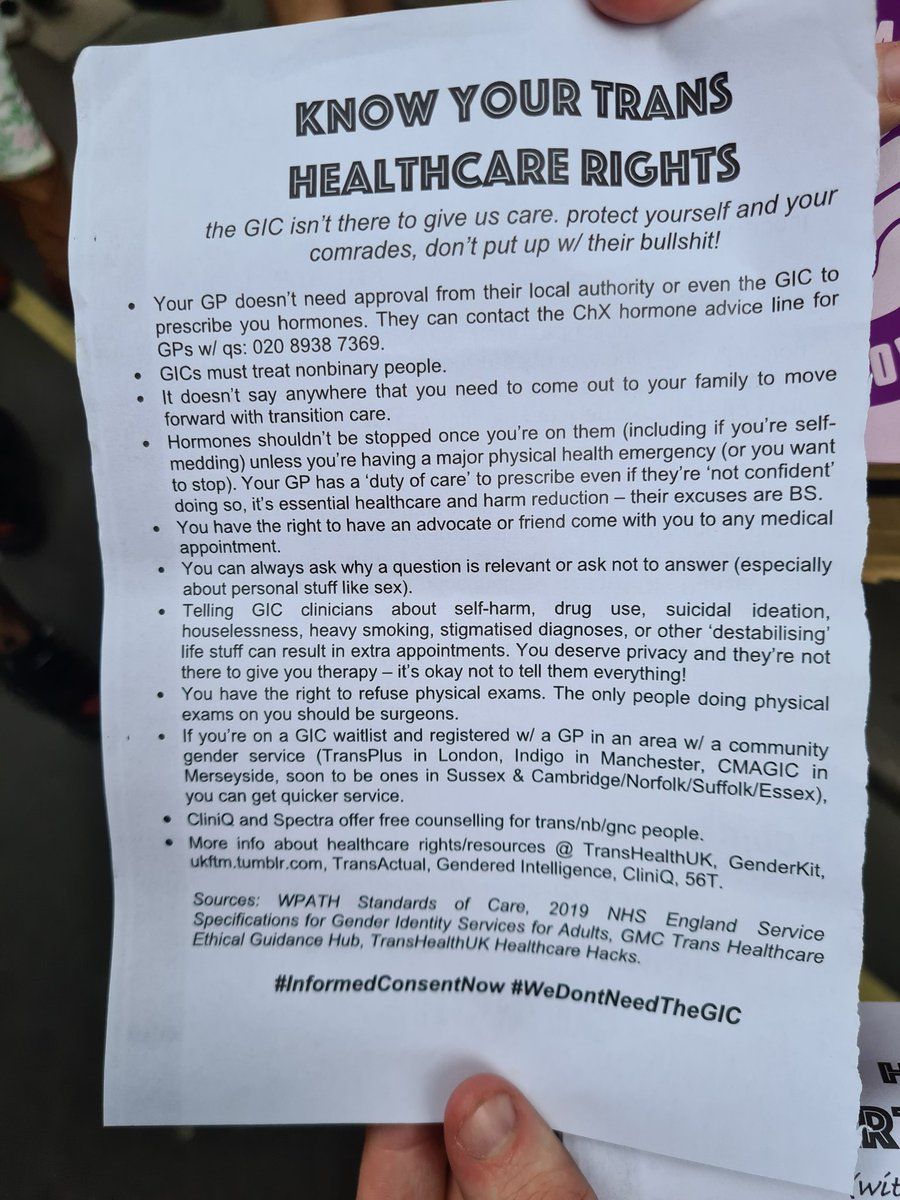 KNOW YOUR TRANS
HEALTHCARE RIGHTS
the GIC isn't there to give us care. protect yourself and your
comrades, don't put up w/ their bullshit!
• Your GP doesn't need approval from their local authority or even the GIC to
prescribe you hormones. They can contact the ChX hormone advice line for
GPs w/ qs: 020 8938 7369.
• GICs must treat nonbinary people.
• It doesn't say anywhere that you need to come out to your family to move
forward with transition care.
• Hormones shouldn't be stopped once you're on them (including if you're self-
medding) unless you're having a major physical health emergency (or you want
to stop). Your GP has a 'duty of care' to prescribe even if they're 'not confident'
doing so, it's essential healthcare and harm reduction – their excuses are BS.
• You have the right to have an advocate or friend come with you to any medical
appointment.
• You can always ask why a question is relevant or ask not to answer (especially
about personal stuff like sex).
• Telling GIC clinicians about self-harm, drug use, suicidal ideation,
houselessness, heavy smoking, stigmatised diagnoses, or other 'destabilising'
life stuff can result in extra appointments. You deserve privacy and they're not
there to give you therapy – it's okay not to tell them everything!
• You have the right to refuse physical exams. The only people doing physical
exams on you should be surgeons.
• If you're on a GIC waitlist and registered w/ a GP in an area w/ a community
gender service (TransPlus in London, Indigo in Manchester, CMAGIC in
Merseyside, soon to be ones in Sussex & Cambridge/Norfolk/Suffolk/Essex),
you can get quicker service.
• CliniQ and Spectra offer free counselling for trans/nb/gnc people.
• More info about healthcare rights/resources @ TransHealthUK, GenderKit,
ukftm.tumblr.com, TransActual, Gendered Intelligence, CliniQ, 56T.
Sources: WPATH Standards of Care, 2019 NHS England Service
Specifications for Gender Identity Services for Adults, GMC Trans Healthcare
Ethical Guidance Hub, TransHealthUK Healthcare Hacks.
#InformedConsentNow #WeDontNeedTheGIC